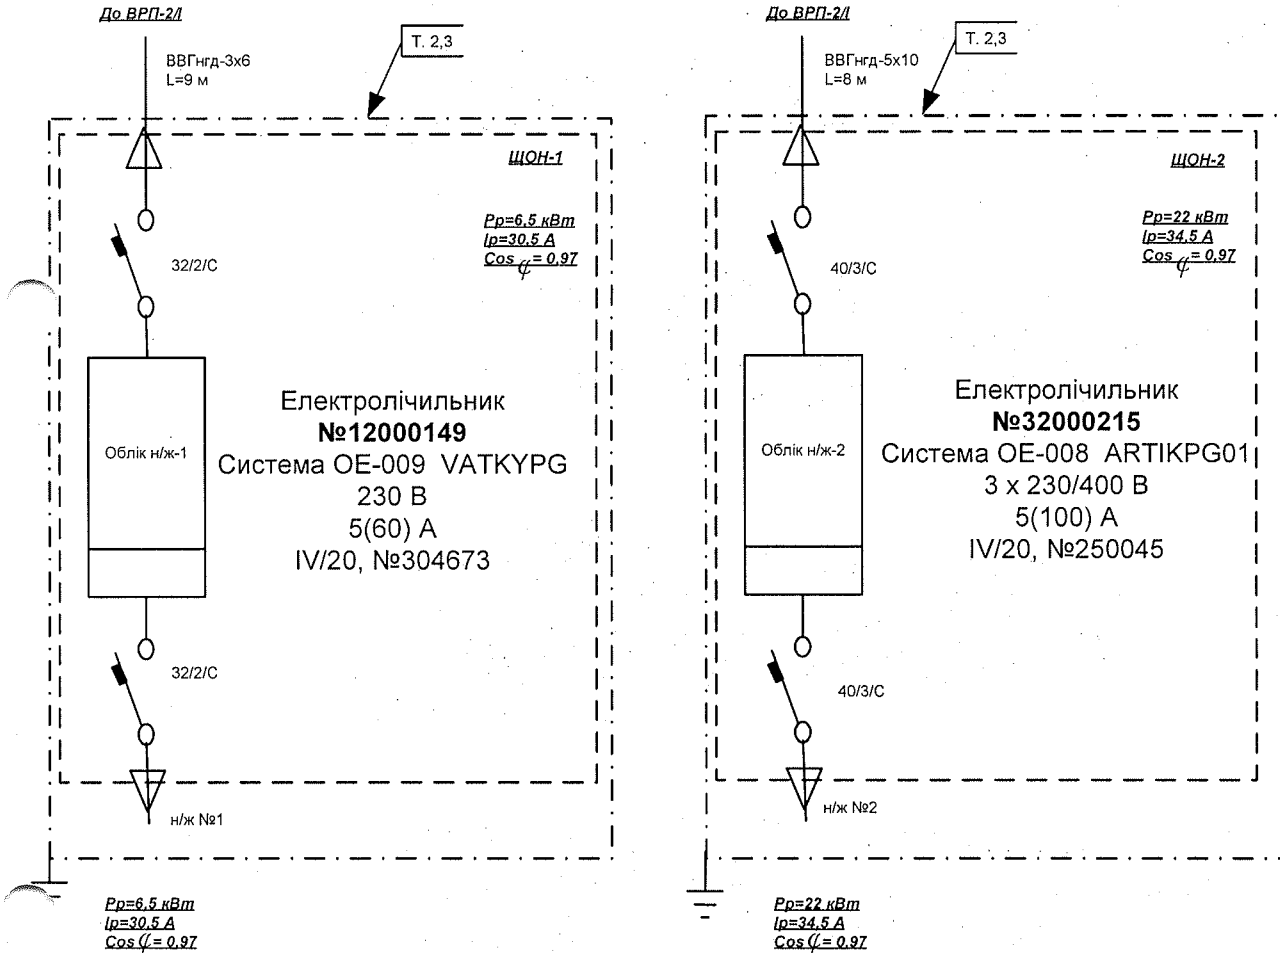 До ВРП-2/І
ВВГнгд-3х6
L=9 м
Т. 2,3
ЩОН-1
Рр=6,5 кВт
Ip=30,5 А
Cos φ = 0,97
32/2/С
Облік н/ж-1
Електролічильник
№12000149
Система ОЕ-009 VATKYPG
230 В
5(60) А
IV/20, №304673
32/2/С
н/ж №1
Рр=6,5 кВт
Ip=30,5 А
Cos φ = 0,97
До ВРП-2/І
ВВГнгд-5х10
L=8 м
Т. 2,3
ЩОН-2
Рр=22 кВт
Ip=34,5 А
Cos φ = 0,97
40/3/С
Облік н/ж-2
Електролічильник
№32000215
Система ОЕ-008 ARTIKPG01
3 х 230/400 В
5(100) А
IV/20, №250045
40/3/С
н/ж №2
Рр=22 кВт
Ip=34,5 А
Cos φ = 0,97